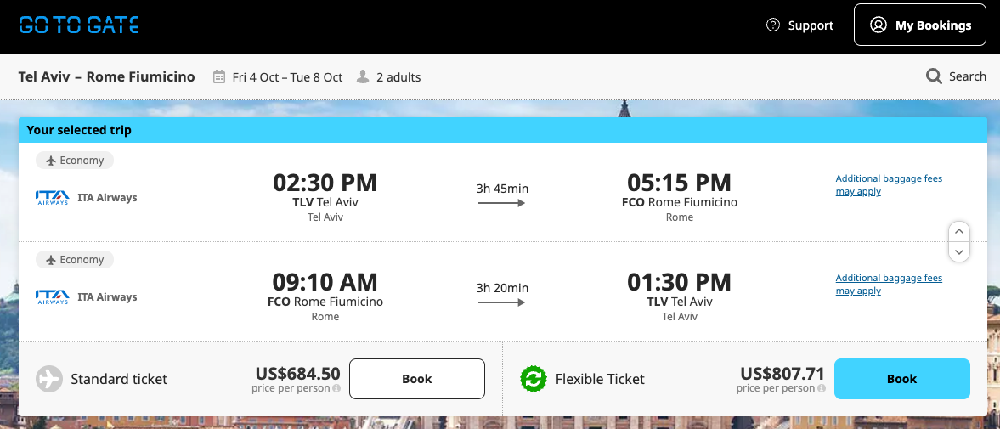 GO TO GATE
Support
My Bookings
Tel Aviv – Rome Fiumicino
Fri 4 Oct – Tue 8 Oct
2 adults
Search
Your selected trip
Economy
ITA AIRWAYS
ITA Airways
02:30 PM
TLV Tel Aviv
Tel Aviv
3h 45min
05:15 PM
FCO Rome Fiumicino
Rome
Additional baggage fees
may apply
Economy
ITA AIRWAYS
ITA Airways
09:10 AM
FCO Rome Fiumicino
Rome
3h 20min
01:30 PM
TLV Tel Aviv
Tel Aviv
Additional baggage fees
may apply
Standard ticket
US$684.50
price per person
Book
Flexible Ticket
US$807.71
price per person
Book